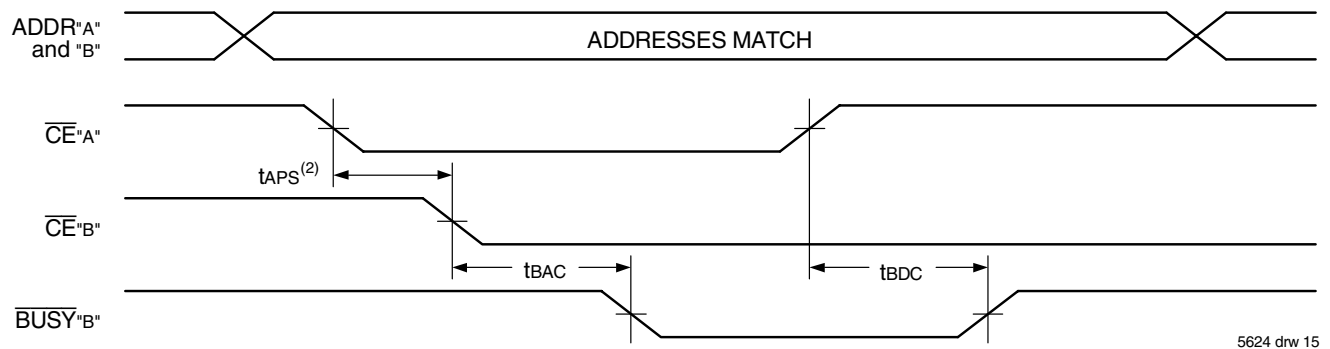 ADDR"A"
and "B"
ADDRESSES MATCH
CE"A"
tAPS(2)
CE"B"
tBAC
tBDC
BUSY"B"
5624 drw 15